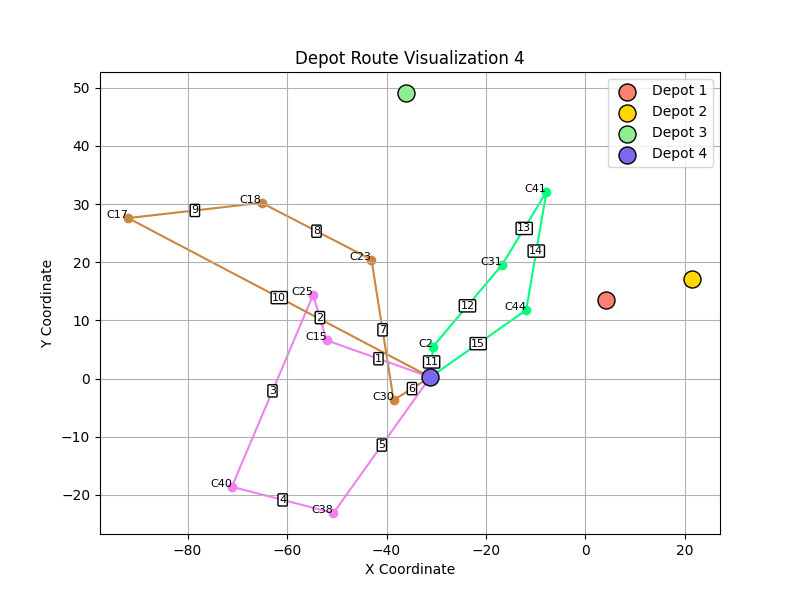 Depot Route Visualization 4
Y Coordinate
50
40
30
20
10
0
−10
−20
−80
−60
−40
−20
0
20
X Coordinate
Depot 1
Depot 2
Depot 3
Depot 4
C41
C18
9
C17
13
8
14
C23
C31
C25
10
12
C44
2
7
C15
15
C2
1
11
6
3
C30
5
C40
4
C38